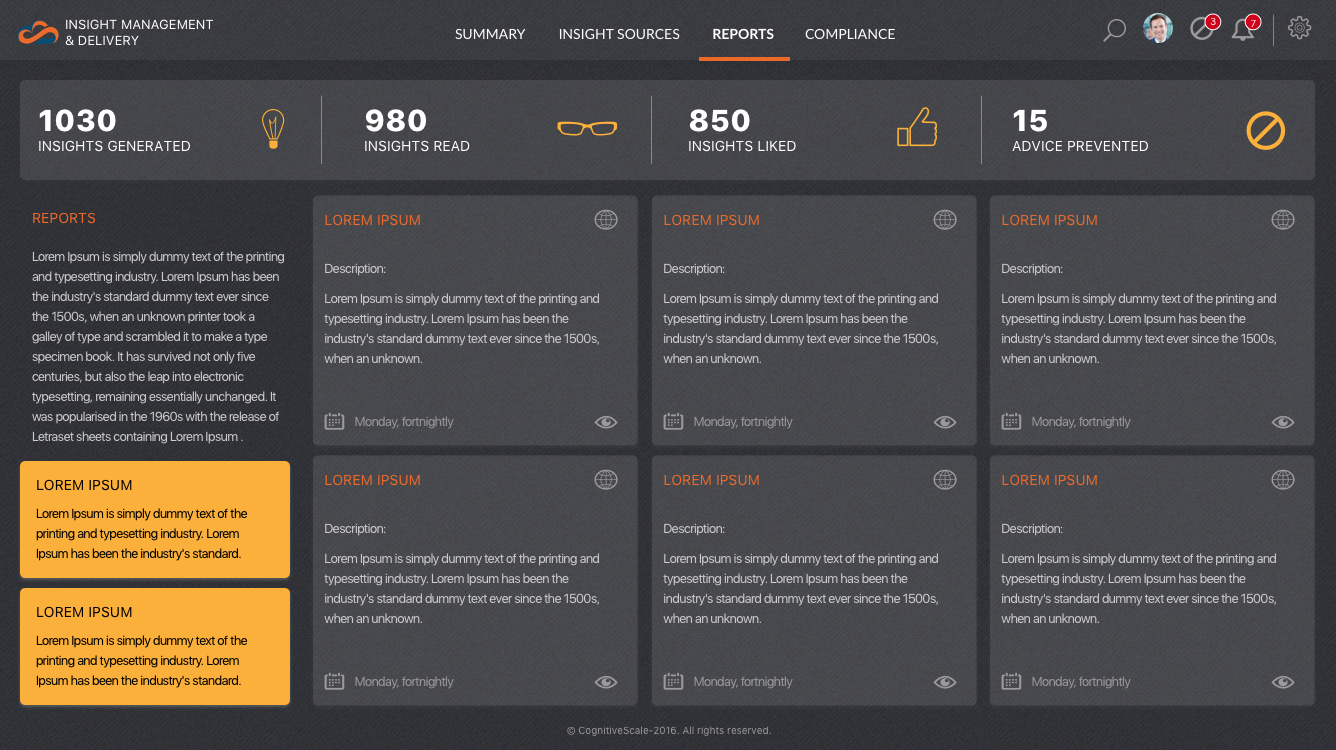 INSIGHT MANAGEMENT
& DELIVERY
SUMMARY
INSIGHT SOURCES
REPORTS
COMPLIANCE
3
7
1030
INSIGHTS GENERATED
980
INSIGHTS READ
850
INSIGHTS LIKED
15
ADVICE PREVENTED
REPORTS
Lorem Ipsum is simply dummy text of the printing
and typesetting industry. Lorem Ipsum has been
the industry's standard dummy text ever since
the 1500s, when an unknown printer took a
galley of type and scrambled it to make a type
specimen book. It has survived not only five
centuries, but also the leap into electronic
typesetting, remaining essentially unchanged. It
was popularised in the 1960s with the release of
Letraset sheets containing Lorem Ipsum .
LOREM IPSUM
Lorem Ipsum is simply dummy text of the
printing and typesetting industry. Lorem
Ipsum has been the industry's standard.
LOREM IPSUM
Lorem Ipsum is simply dummy text of the
printing and typesetting industry. Lorem
Ipsum has been the industry's standard.
LOREM IPSUM
Description:
Lorem Ipsum is simply dummy text of the printing and
typesetting industry. Lorem Ipsum has been the
industry's standard dummy text ever since the 1500s,
when an unknown.
Monday, fortnightly
LOREM IPSUM
Description:
Lorem Ipsum is simply dummy text of the printing and
typesetting industry. Lorem Ipsum has been the
industry's standard dummy text ever since the 1500s,
when an unknown.
Monday, fortnightly
LOREM IPSUM
Description:
Lorem Ipsum is simply dummy text of the printing and
typesetting industry. Lorem Ipsum has been the
industry's standard dummy text ever since the 1500s,
when an unknown.
Monday, fortnightly
LOREM IPSUM
Description:
Lorem Ipsum is simply dummy text of the printing and
typesetting industry. Lorem Ipsum has been the
industry's standard dummy text ever since the 1500s,
when an unknown.
Monday, fortnightly
LOREM IPSUM
Description:
Lorem Ipsum is simply dummy text of the printing and
typesetting industry. Lorem Ipsum has been the
industry's standard dummy text ever since the 1500s,
when an unknown.
Monday, fortnightly
LOREM IPSUM
Description:
Lorem Ipsum is simply dummy text of the printing and
typesetting industry. Lorem Ipsum has been the
industry's standard dummy text ever since the 1500s,
when an unknown.
Monday, fortnightly
© CognitiveScale-2016. All rights reserved.